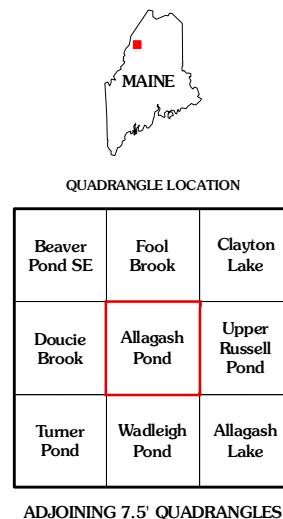 MAINE
QUADRANGLE LOCATION
Beaver
Pond SE
Fool
Brook
Clayton
Lake
Doucie
Brook
Allagash
Pond
Upper
Russell
Pond
Turner
Pond
Wadleigh
Pond
Allagash
Lake
ADJOINING 7.5' QUADRANGLES